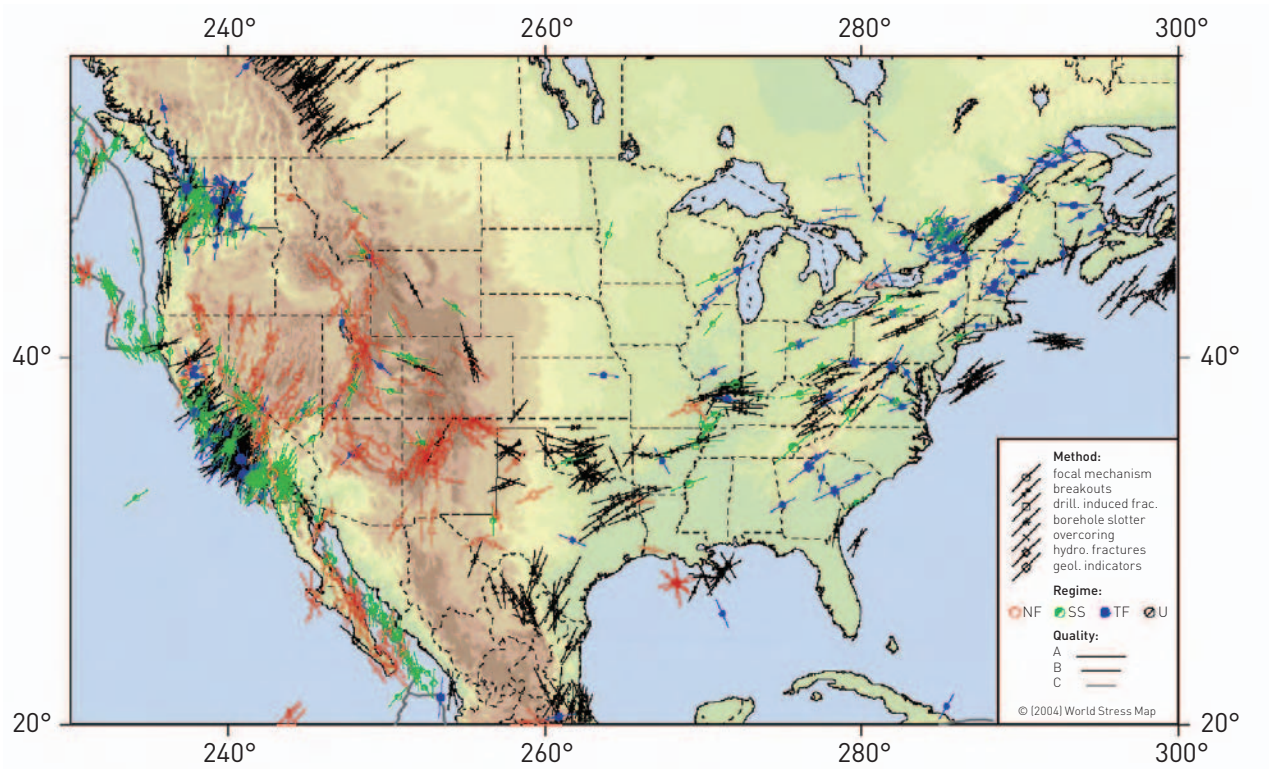 240° 260° 280° 300°
40° 40°
Method:
focal mechanism
breakouts
drill. induced frac.
borehole slotter
overcoring
hydro. fractures
geol. indicators
Regime:
NF SS TF U
Quality:
A
B
C
© (2004) World Stress Map
20° 20°
240° 260° 280° 300°